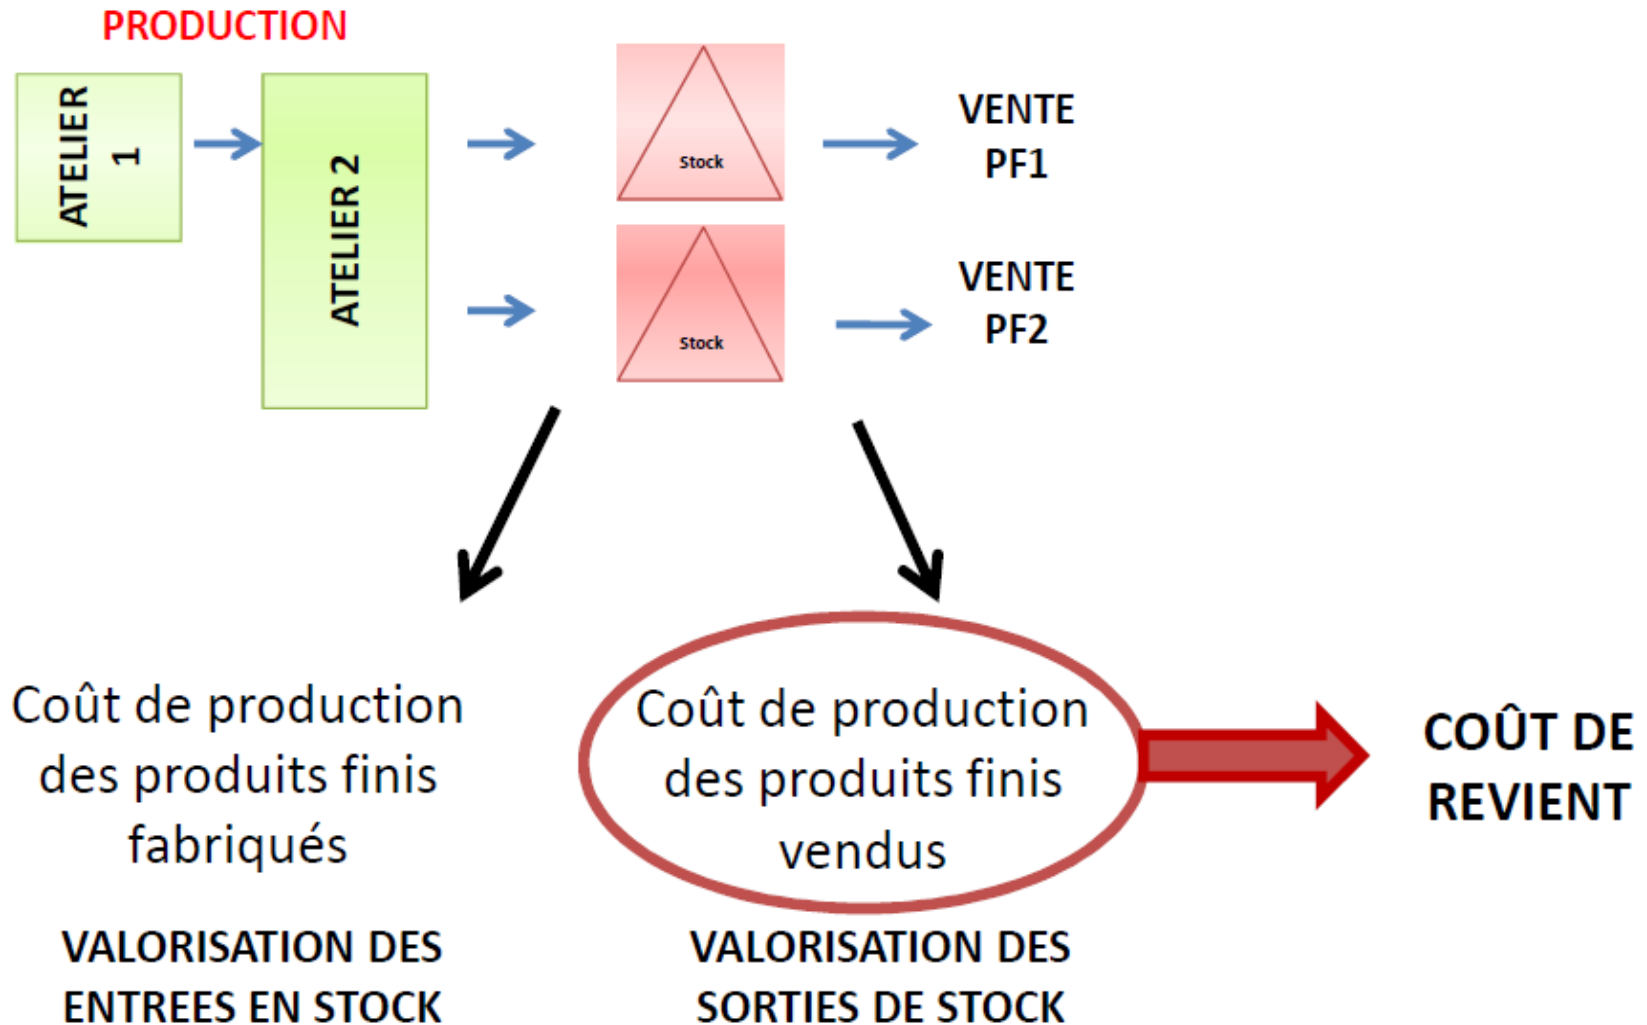 PRODUCTION
ATELIER
1
ATELIER 2
Stock
VENTE
PF1
Stock
VENTE
PF2
Coût de production
des produits finis
fabriqués
VALORISATION DES
ENTREES EN STOCK
Coût de production
des produits finis
vendus
VALORISATION DES
SORTIES DE STOCK
COÛT DE
REVIENT